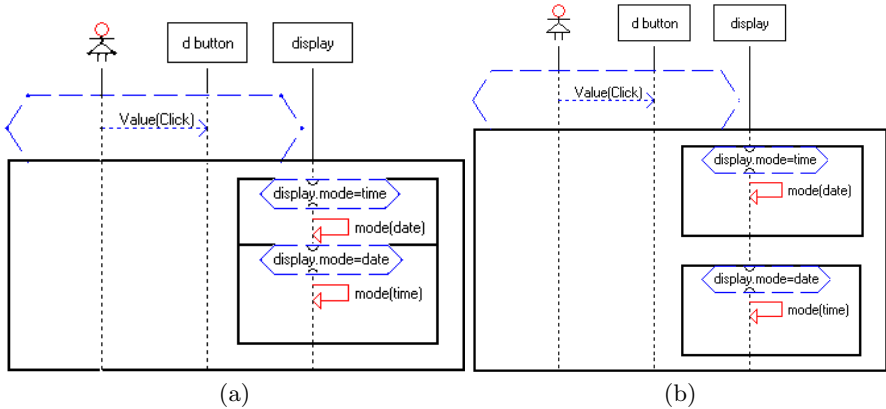 d button
display
Value(Click)
display.mode=time
mode(date)
display.mode=date
mode(time)
(a)
d button
display
Value(Click)
display.mode=time
mode(date)
display.mode=date
mode(time)
(b)